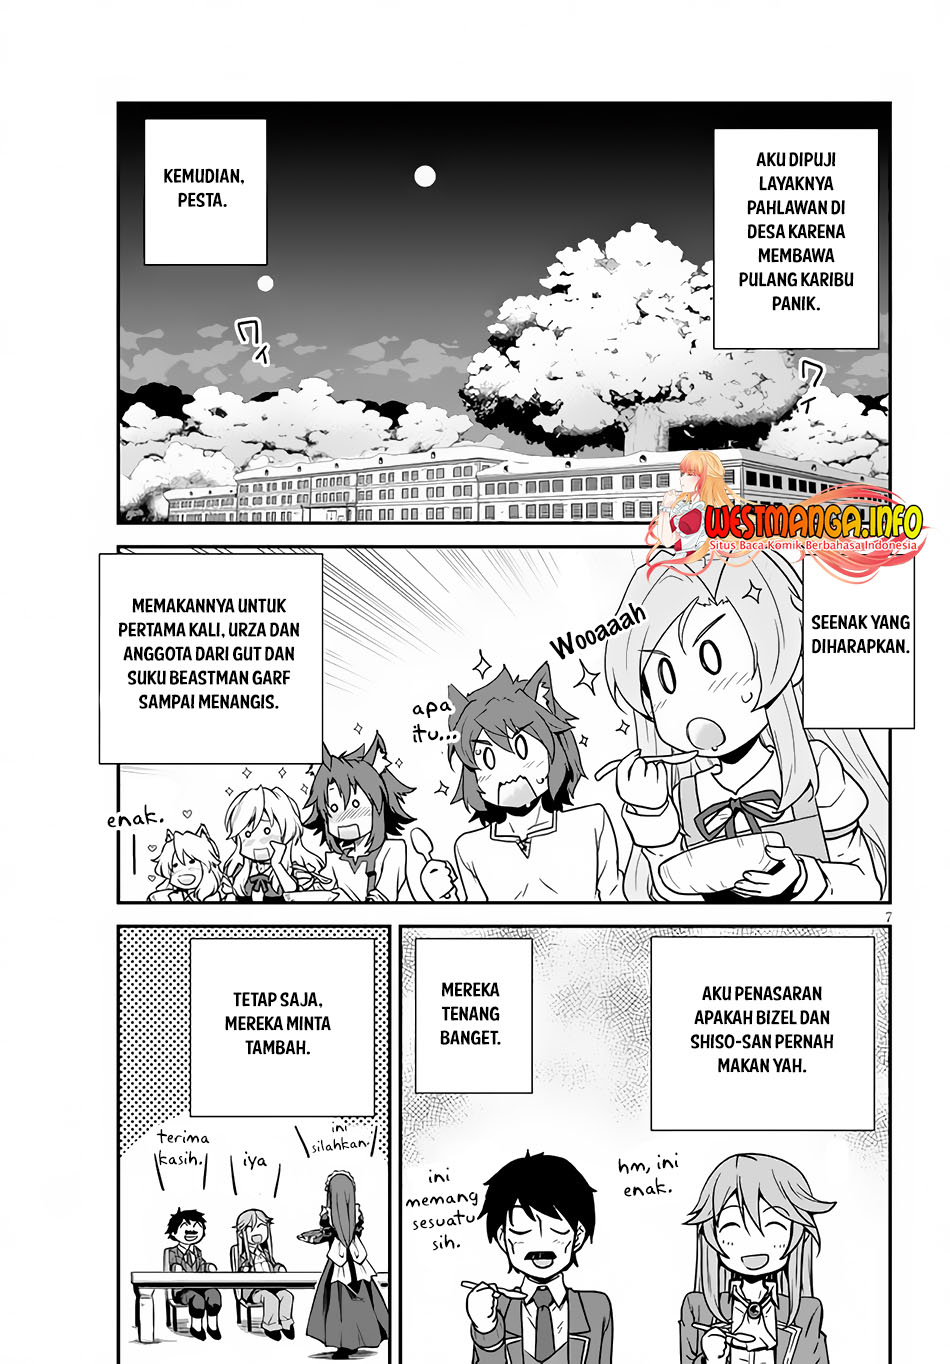 AKU DIPUJI
LAYAKNYA
PAHLAWAN DI
DESA KARENA
MEMBAWA
PULANG KARIBU
PANIK.
KEMUDIAN,
PESTA.
ワイ
ワイ
WESTMANGA.INFO
Situs Baca Komik Berbahasa Indonesia
SEENAK YANG
DIHARAPKAN.
Wooaaah
apa
itu...
MEMAKANNYA UNTUK
PERTAMA KALI, URZA DAN
ANGGOTA DARI GUT DAN
SUKU BEASTMAN GARF
SAMPAI MENANGIS.
enak.
7
AKU PENASARAN
APAKAH BIZEL DAN
SHISO-SAN PERNAH
MAKAN YAH.
MEREKA
TENANG
BANGET.
hm, ini
enak.
ini
memang
sesuatu
sih.
TETAP SAJA,
MEREKA MINTA
TAMBAH.
ini
silahkan.
iya
terima
kasih.